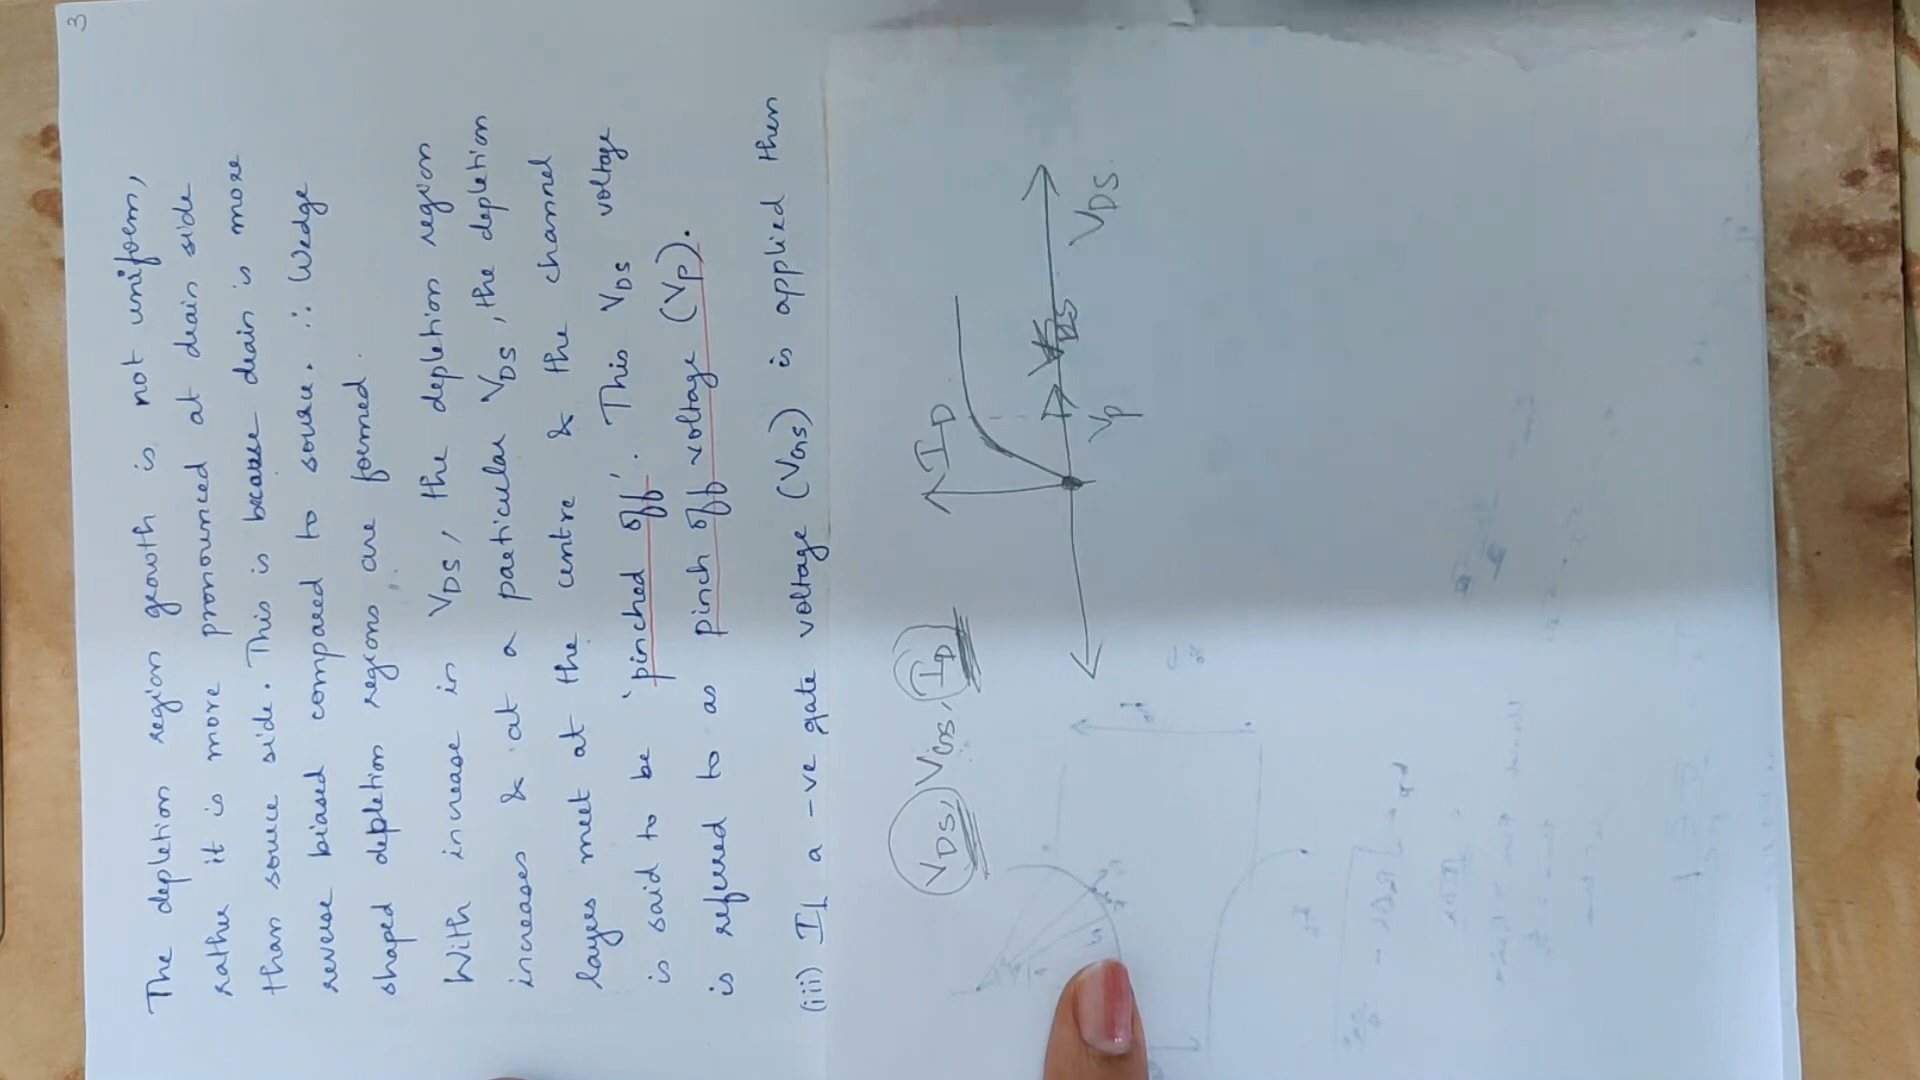 3
The depletion region growth is not uniform,
rather it is more pronounced at drain side
than source side. This is because drain is more
reverse biased compared to source. ∴ Wedge
shaped depletion regions are formed.
With increase in VDS, the depletion region
increases & at a particular VDS, the depletion
layers meet at the centre & the channel
is said to be 'pinched off'. This VDS voltage
is referred to as pinch off voltage (VP).
(iii) If a -ve gate voltage (VGS) is applied then
VDS, VGS, ID
ID
VDS
VP
VDS